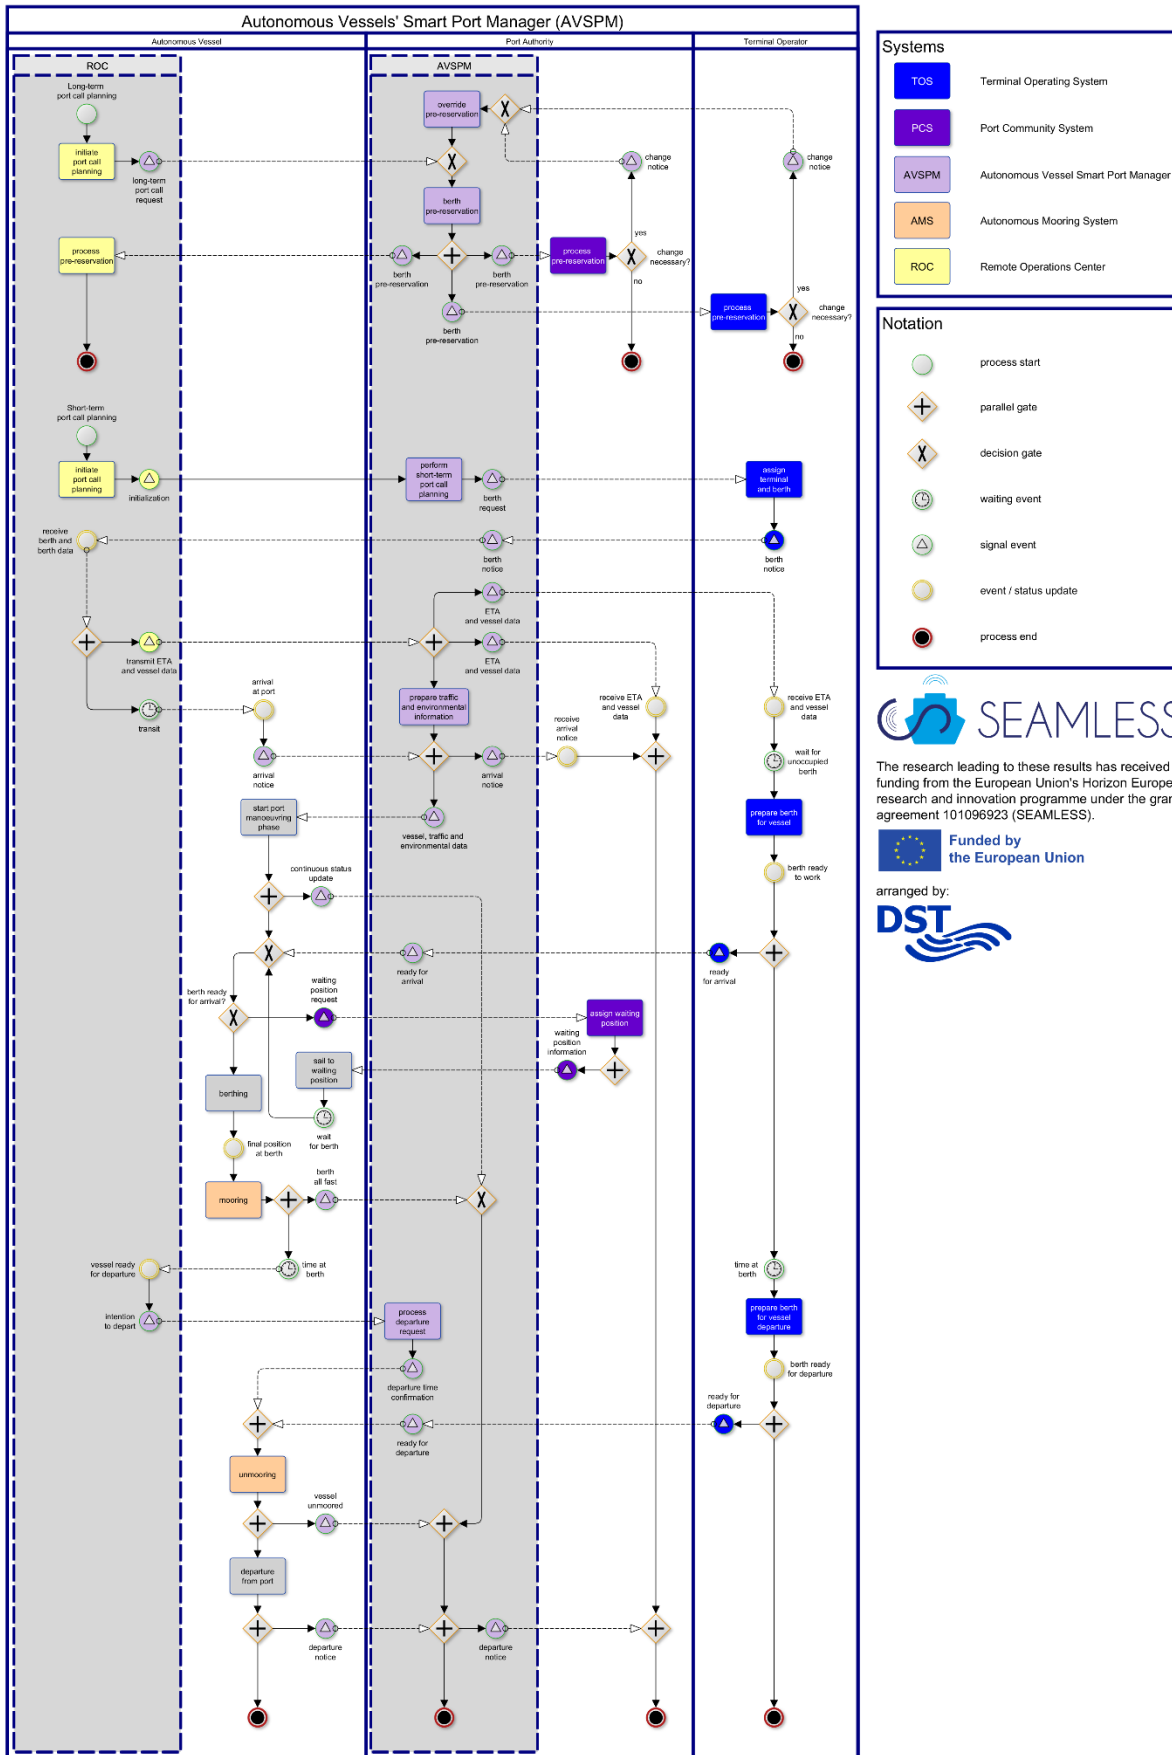 Autonomous Vessels' Smart Port Manager (AVSPM)
Autonomous Vessel
Port Authority
Terminal Operator
ROC
AVSPM
Long-term
port call planning
override
pre-reservation
initiate
port call
planning
long-term
port call
request
change
notice
change
notice
berth
pre-reservation
yes
process
pre-reservation
berth
pre-reservation
berth
pre-reservation
process
pre-reservation
change
necessary?
no
berth
pre-reservation
yes
process
pre-reservation
change
necessary?
no
Short-term
port call planning
initiate
port call
planning
initialization
perform
short-term
port call
planning
berth
request
assign
terminal
and berth
receive
berth and
berth data
berth
notice
berth
notice
ETA
and vessel data
transmit ETA
and vessel data
ETA
and vessel data
arrival
at port
transit
prepare traffic
and environmental
information
receive ETA
and vessel
data
receive ETA
and vessel
data
receive
arrival
notice
arrival
notice
arrival
notice
wait for
unoccupied
berth
start port
manoeuvring
phase
vessel, traffic and
environmental data
prepare berth
for vessel
continuous status
update
berth ready
to work
ready for
arrival
ready
for arrival
berth ready
for arrival?
waiting
position
request
assign waiting
position
waiting
position
information
sail to
waiting
position
berthing
wait
for berth
final position
at berth
berth
all fast
mooring
vessel ready
for departure
time at
berth
time at
berth
intention
to depart
process
departure
request
prepare berth
for vessel
departure
departure time
confirmation
berth ready
for departure
ready for
departure
ready for
departure
unmooring
vessel
unmoored
departure
from port
departure
notice
departure
notice
Systems
TOS
Terminal Operating System
PCS
Port Community System
AVSPM
Autonomous Vessel Smart Port Manager
AMS
Autonomous Mooring System
ROC
Remote Operations Center
Notation
process start
parallel gate
decision gate
waiting event
signal event
event / status update
process end
SEAMLESS
The research leading to these results has received
funding from the European Union's Horizon Europe
research and innovation programme under the gran
agreement 101096923 (SEAMLESS).
Funded by
the European Union
arranged by:
DST